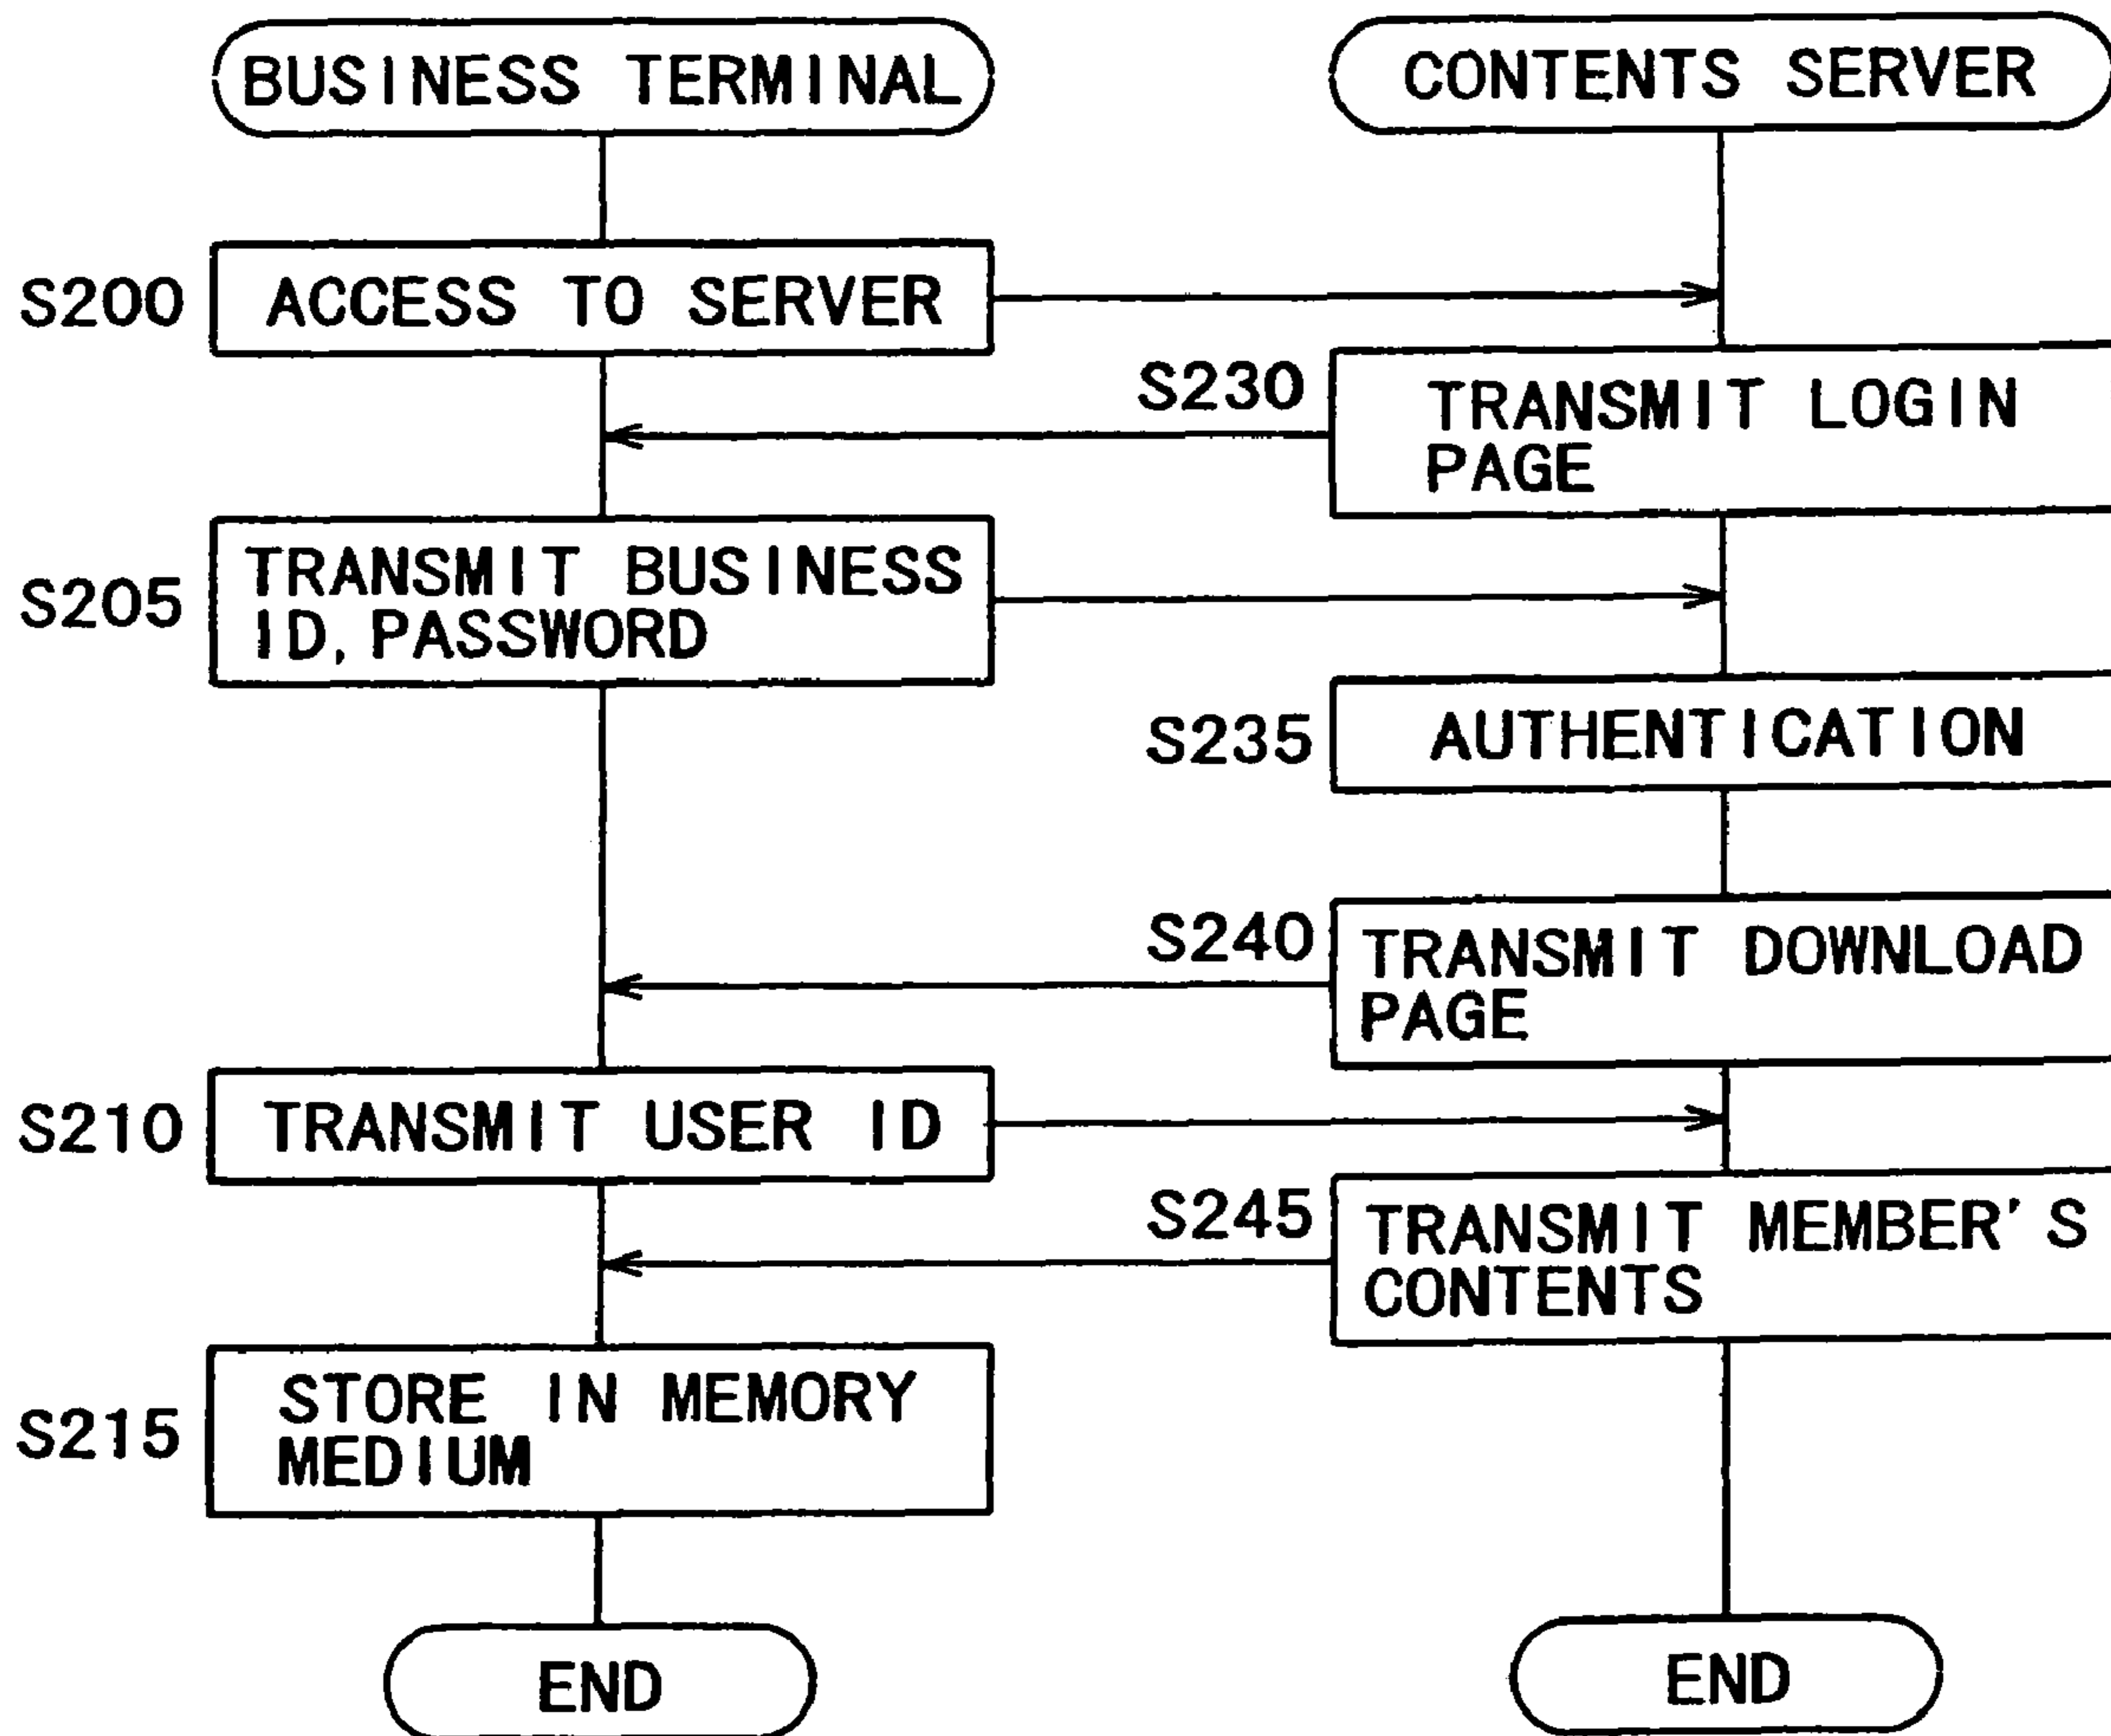 BUSINESS TERMINAL
CONTENTS SERVER
S200
ACCESS TO SERVER
S230
TRANSMIT LOGIN
PAGE
S205
TRANSMIT BUSINESS
ID, PASSWORD
S235
AUTHENTICATION
S240
TRANSMIT DOWNLOAD
PAGE
S210
TRANSMIT USER ID
S245
TRANSMIT MEMBER'S
CONTENTS
S215
STORE IN MEMORY
MEDIUM
END
END